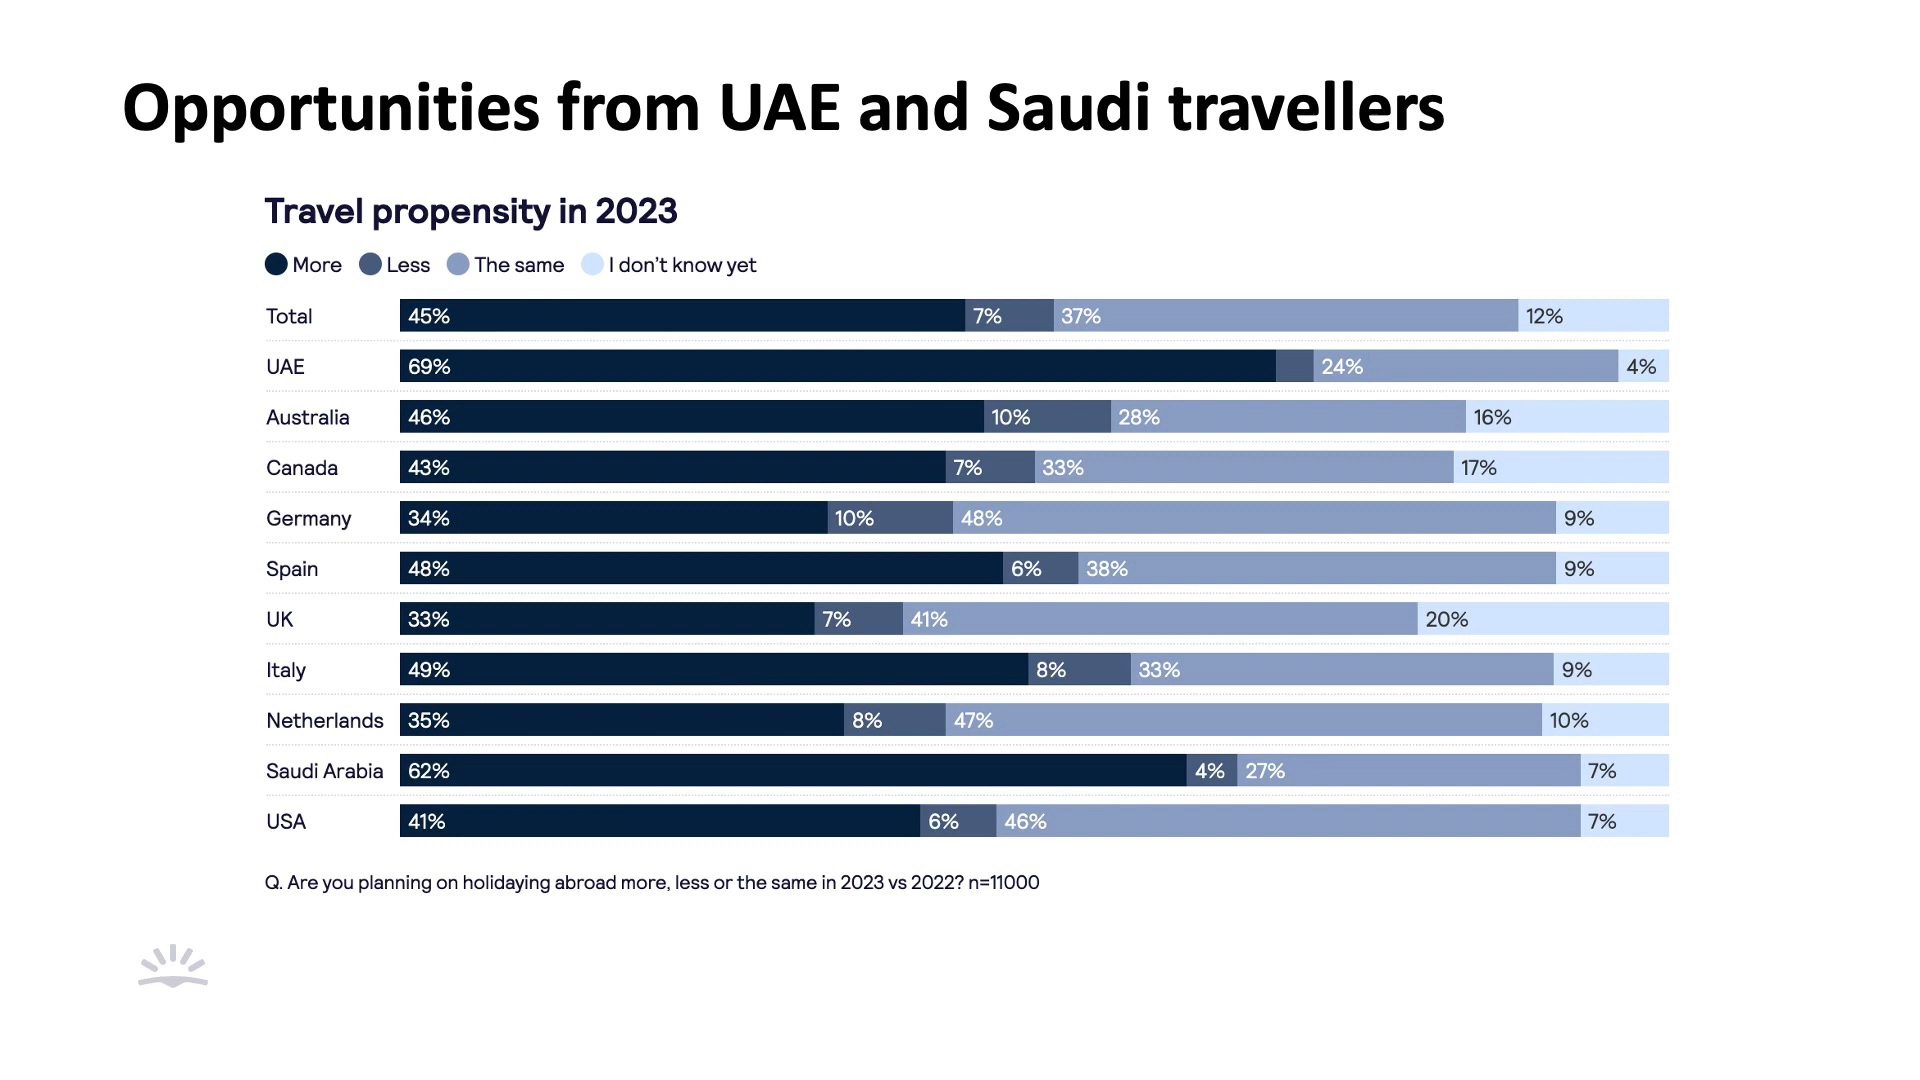 Opportunities from UAE and Saudi travellers
Travel propensity in 2023
More Less The same I don't know yet
Total 45% 7% 37% 12%
UAE 69% 24% 4%
Australia 46% 10% 28% 16%
Canada 43% 7% 33% 17%
Germany 34% 10% 48% 9%
Spain 48% 6% 38% 9%
UK 33% 7% 41% 20%
Italy 49% 8% 33% 9%
Netherlands 35% 8% 47% 10%
Saudi Arabia 62% 4% 27% 7%
USA 41% 6% 46% 7%
Q. Are you planning on holidaying abroad more, less or the same in 2023 vs 2022? n=11000